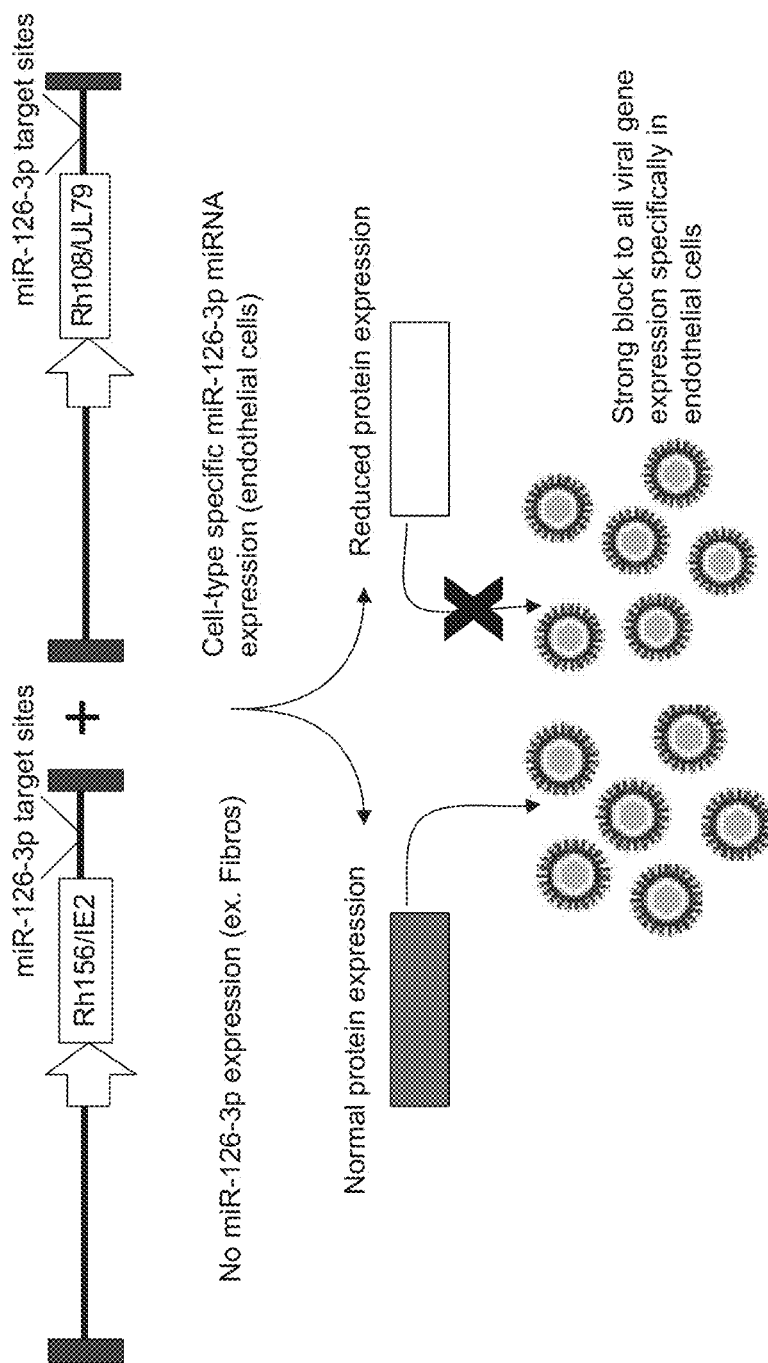 miR-126-3p target sites
miR-126-3p target sites
Rh156/IE2
+
Rh108/UL79
No miR-126-3p expression (ex. Fibros)
Cell-type specific miR-126-3p miRNA
expression (endothelial cells)
Normal protein expression
Reduced protein expression
Strong block to all viral gene
expression specifically in
endothelial cells